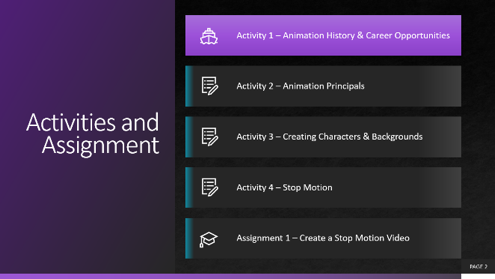 Activities and
Assignment
Activity 1 – Animation History & Career Opportunities
Activity 2 – Animation Principals
Activity 3 – Creating Characters & Backgrounds
Activity 4 – Stop Motion
Assignment 1 – Create a Stop Motion Video
PAGE 2